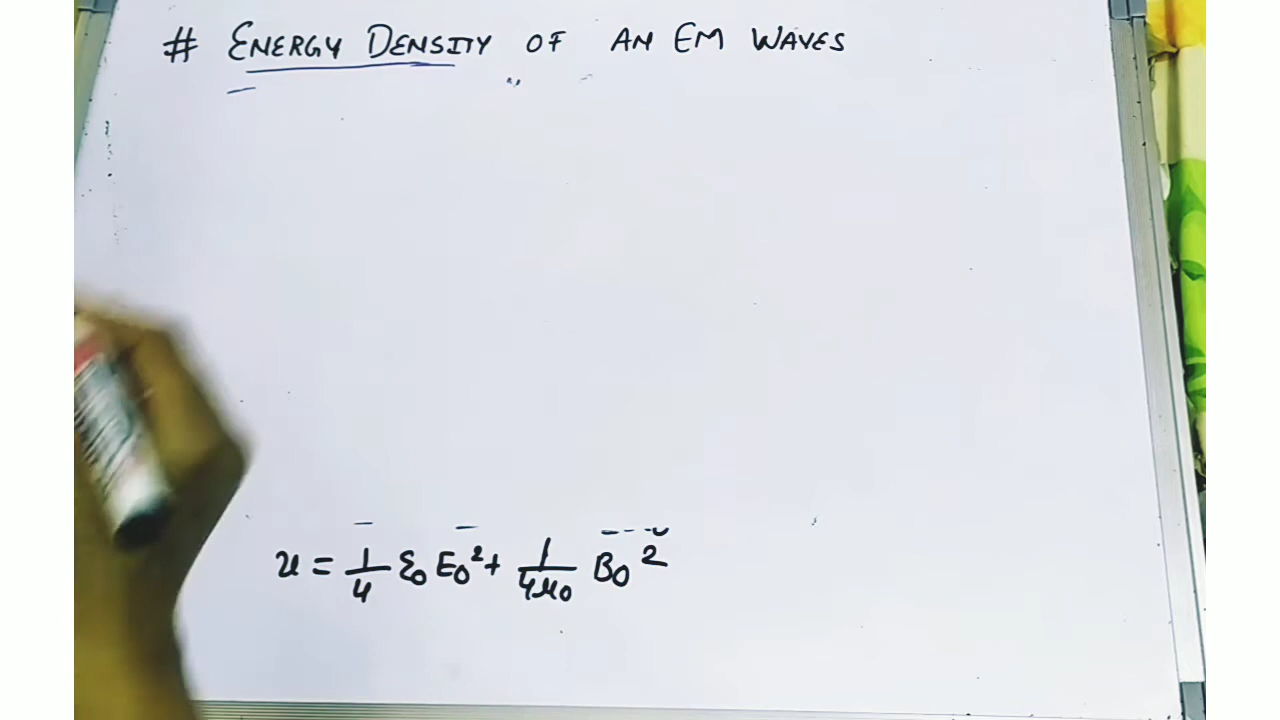 # ENERGY DENSITY OF AN EM WAVES
u = 1/4 ε₀ E₀² + 1/4μ₀ B₀²